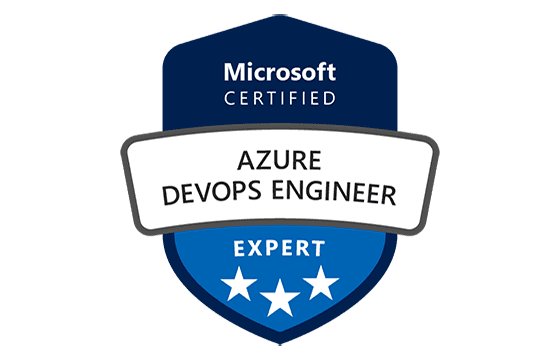 Microsoft
CERTIFIED
AZURE
DEVOPS ENGINEER
EXPERT